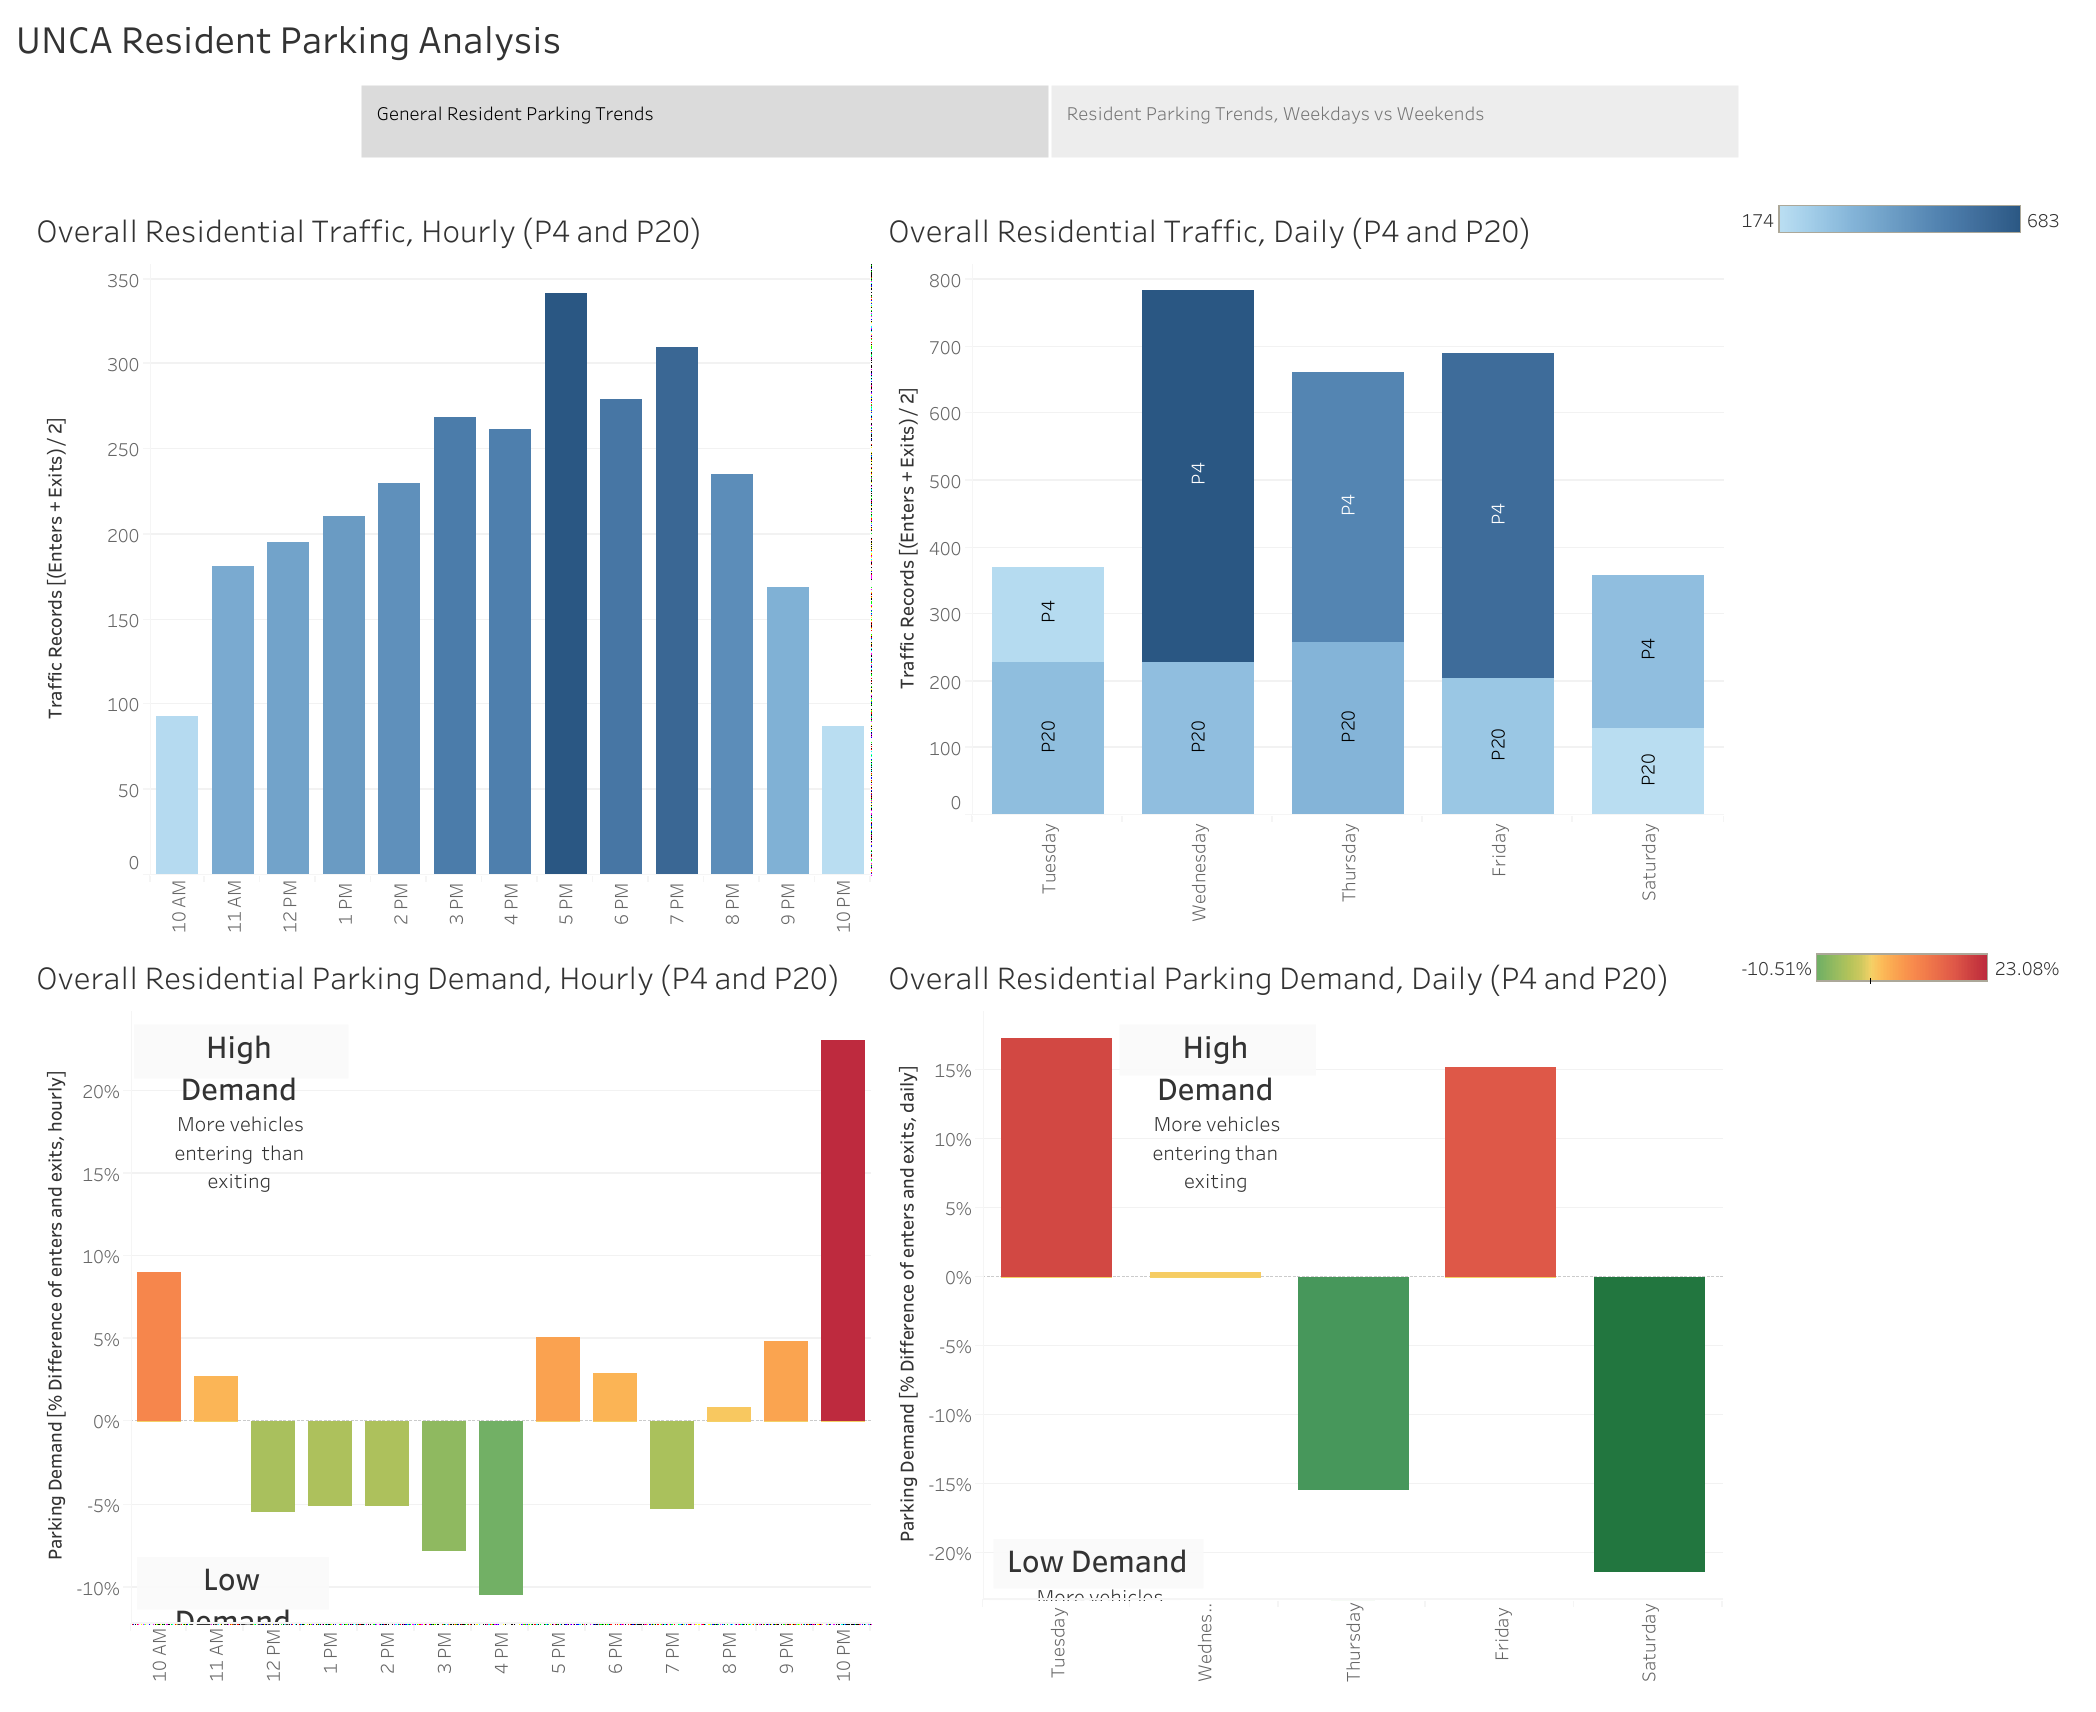 UNCA Resident Parking Analysis
General Resident Parking Trends
Resident Parking Trends, Weekdays vs Weekends
Overall Residential Traffic, Hourly (P4 and P20)
Traffic Records [(Enters + Exits) / 2]
350
300
250
200
150
100
50
0
10 AM
11 AM
12 PM
1 PM
2 PM
3 PM
4 PM
5 PM
6 PM
7 PM
8 PM
9 PM
10 PM
Overall Residential Traffic, Daily (P4 and P20)
174
683
Traffic Records [(Enters + Exits) / 2]
800
700
600
500
400
300
200
100
0
P4
P20
P4
P20
P4
P20
P4
P20
P4
P20
Tuesday
Wednesday
Thursday
Friday
Saturday
Overall Residential Parking Demand, Hourly (P4 and P20)
Parking Demand [% Difference of enters and exits, hourly]
20%
15%
10%
5%
0%
-5%
-10%
High
Demand
More vehicles
entering than
exiting
Low
Demand
10 AM
11 AM
12 PM
1 PM
2 PM
3 PM
4 PM
5 PM
6 PM
7 PM
8 PM
9 PM
10 PM
Overall Residential Parking Demand, Daily (P4 and P20)
-10.51%
23.08%
Parking Demand [% Difference of enters and exits, daily]
15%
10%
5%
0%
-5%
-10%
-15%
-20%
High
Demand
More vehicles
entering than
exiting
Low Demand
More vehicles
Tuesday
Wednes..
Thursday
Friday
Saturday